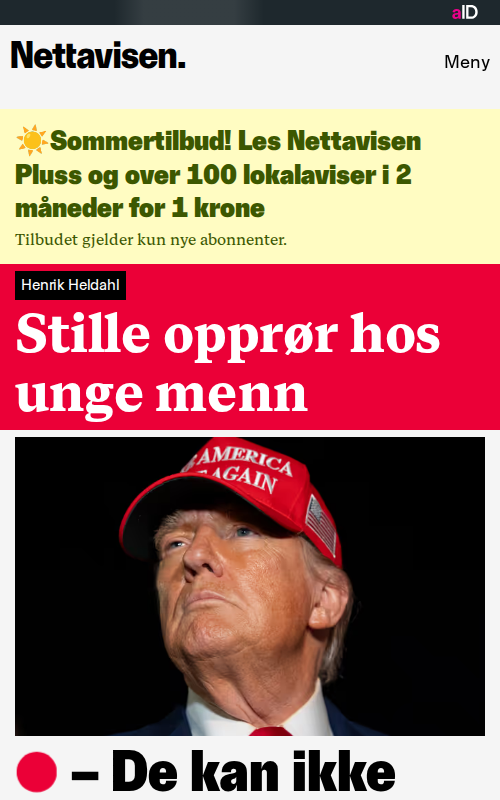 aID
Nettavisen.
Meny
Sommertilbud! Les Nettavisen
Pluss og over 100 lokalaviser i 2
måneder for 1 krone
Tilbudet gjelder kun nye abonnenter.
Henrik Heldahl
Stille opprør hos
unge menn
AMERICA
AGAIN
– De kan ikke